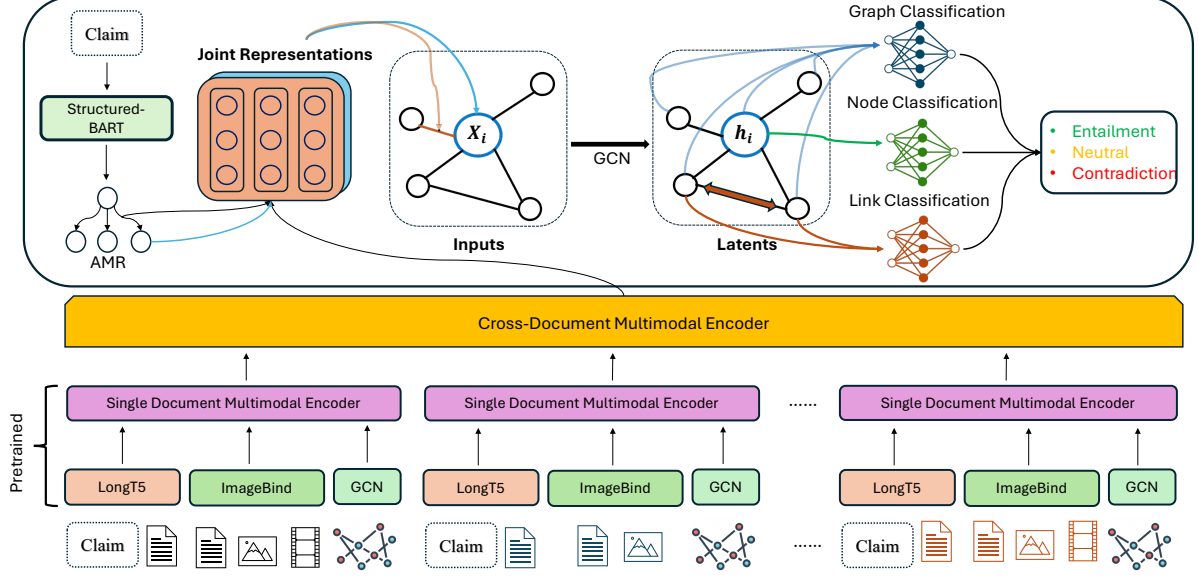 Claim
Structured-
BART
AMR
Joint Representations
X_i
Inputs
GCN
h_i
Latents
Graph Classification
Node Classification
Link Classification
• Entailment
• Neutral
• Contradiction
Cross-Document Multimodal Encoder
Pretrained
Single Document Multimodal Encoder
Single Document Multimodal Encoder
......
Single Document Multimodal Encoder
LongT5
ImageBind
GCN
LongT5
ImageBind
GCN
LongT5
ImageBind
GCN
Claim
Claim
......
Claim